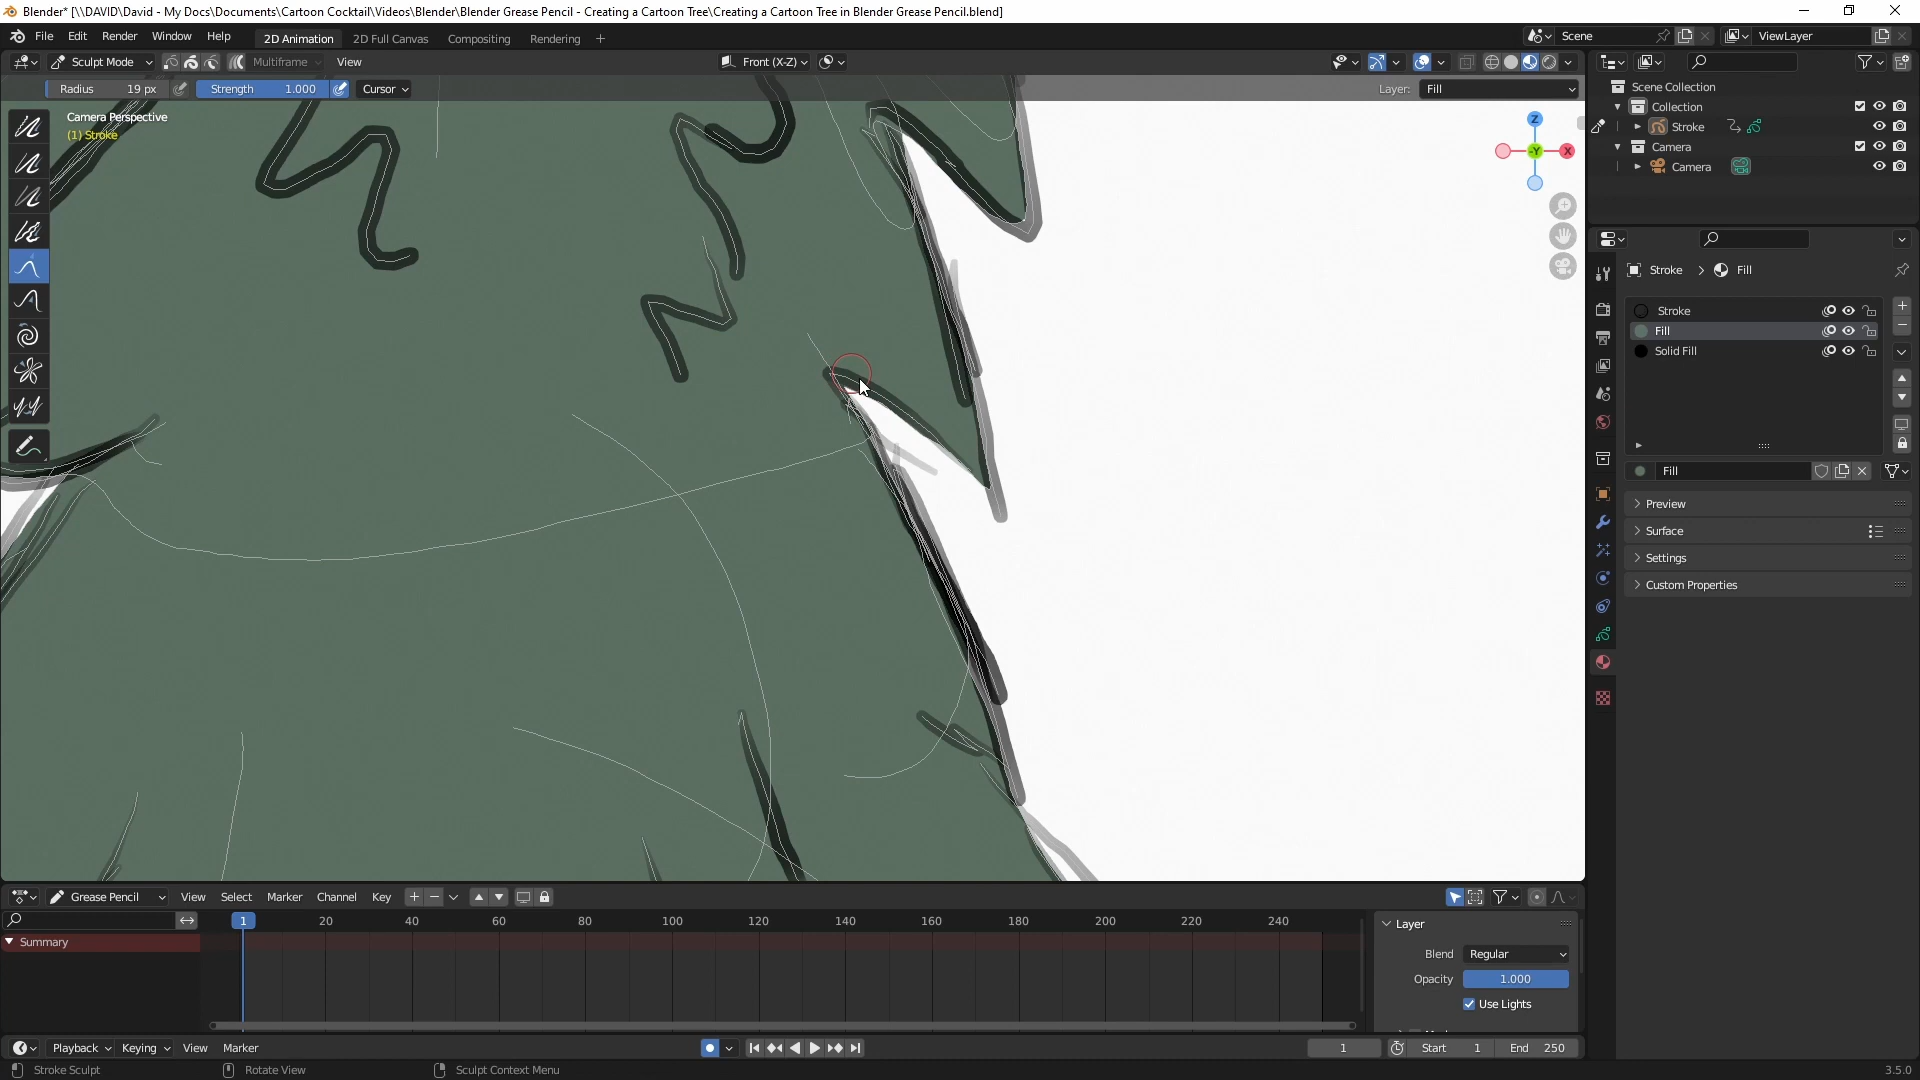 Blender* [\\DAVID\David - My Docs\Documents\Cartoon Cocktail\Videos\Blender\Blender Grease Pencil - Creating a Cartoon Tree\Creating a Cartoon Tree in Blender Grease Pencil.blend]
File Edit Render Window Help 2D Animation 2D Full Canvas Compositing Rendering + Scene ViewLayer
Sculpt Mode Multiframe View Front (X-Z)
Radius 19 px Strength 1.000 Cursor Layer: Fill
Camera Perspective
(1) Stroke
Z
-Y X
Scene Collection
Collection
Stroke
Camera
Camera
Stroke > Fill
Stroke
Fill
Solid Fill
Fill
Preview
Surface
Settings
Custom Properties
Grease Pencil View Select Marker Channel Key
1 20 40 60 80 100 120 140 160 180 200 220 240
Summary
Layer
Blend Regular
Opacity 1.000
Use Lights
Playback Keying View Marker 1 Start 1 End 250
Stroke Sculpt Rotate View Sculpt Context Menu 3.5.0